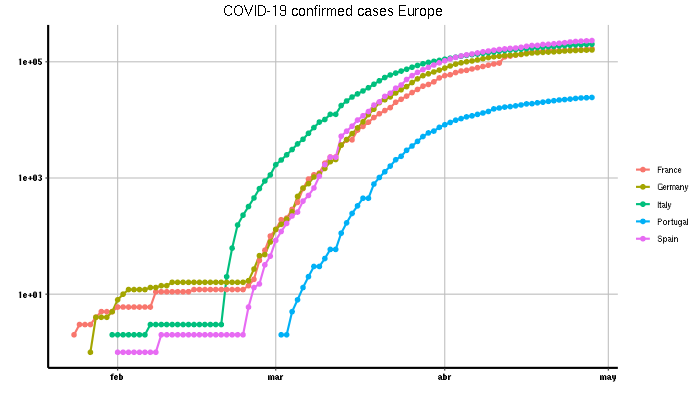 COVID-19 confirmed cases Europe
1e+05
1e+03
1e+01
feb
mar
abr
may
France
Germany
Italy
Portugal
Spain